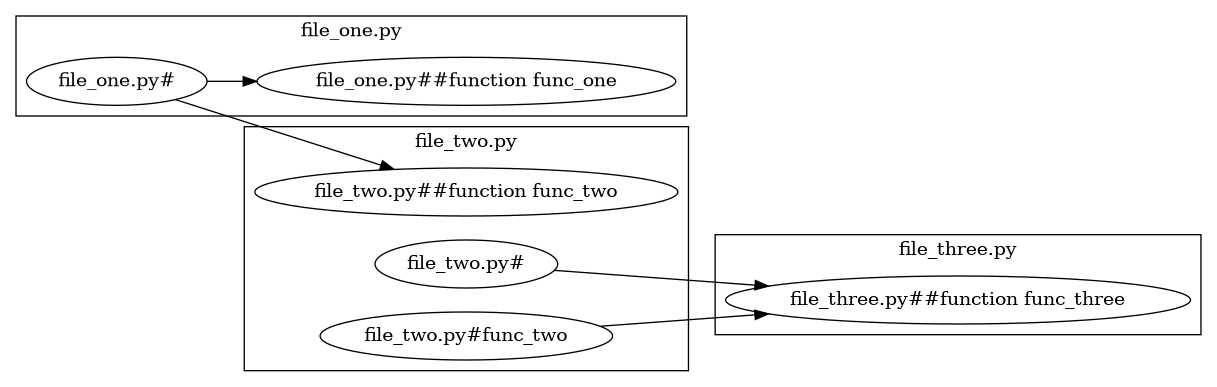 file_one.py
file_one.py#
file_one.py##function func_one
file_two.py
file_two.py##function func_two
file_two.py#
file_two.py#func_two
file_three.py
file_three.py##function func_three